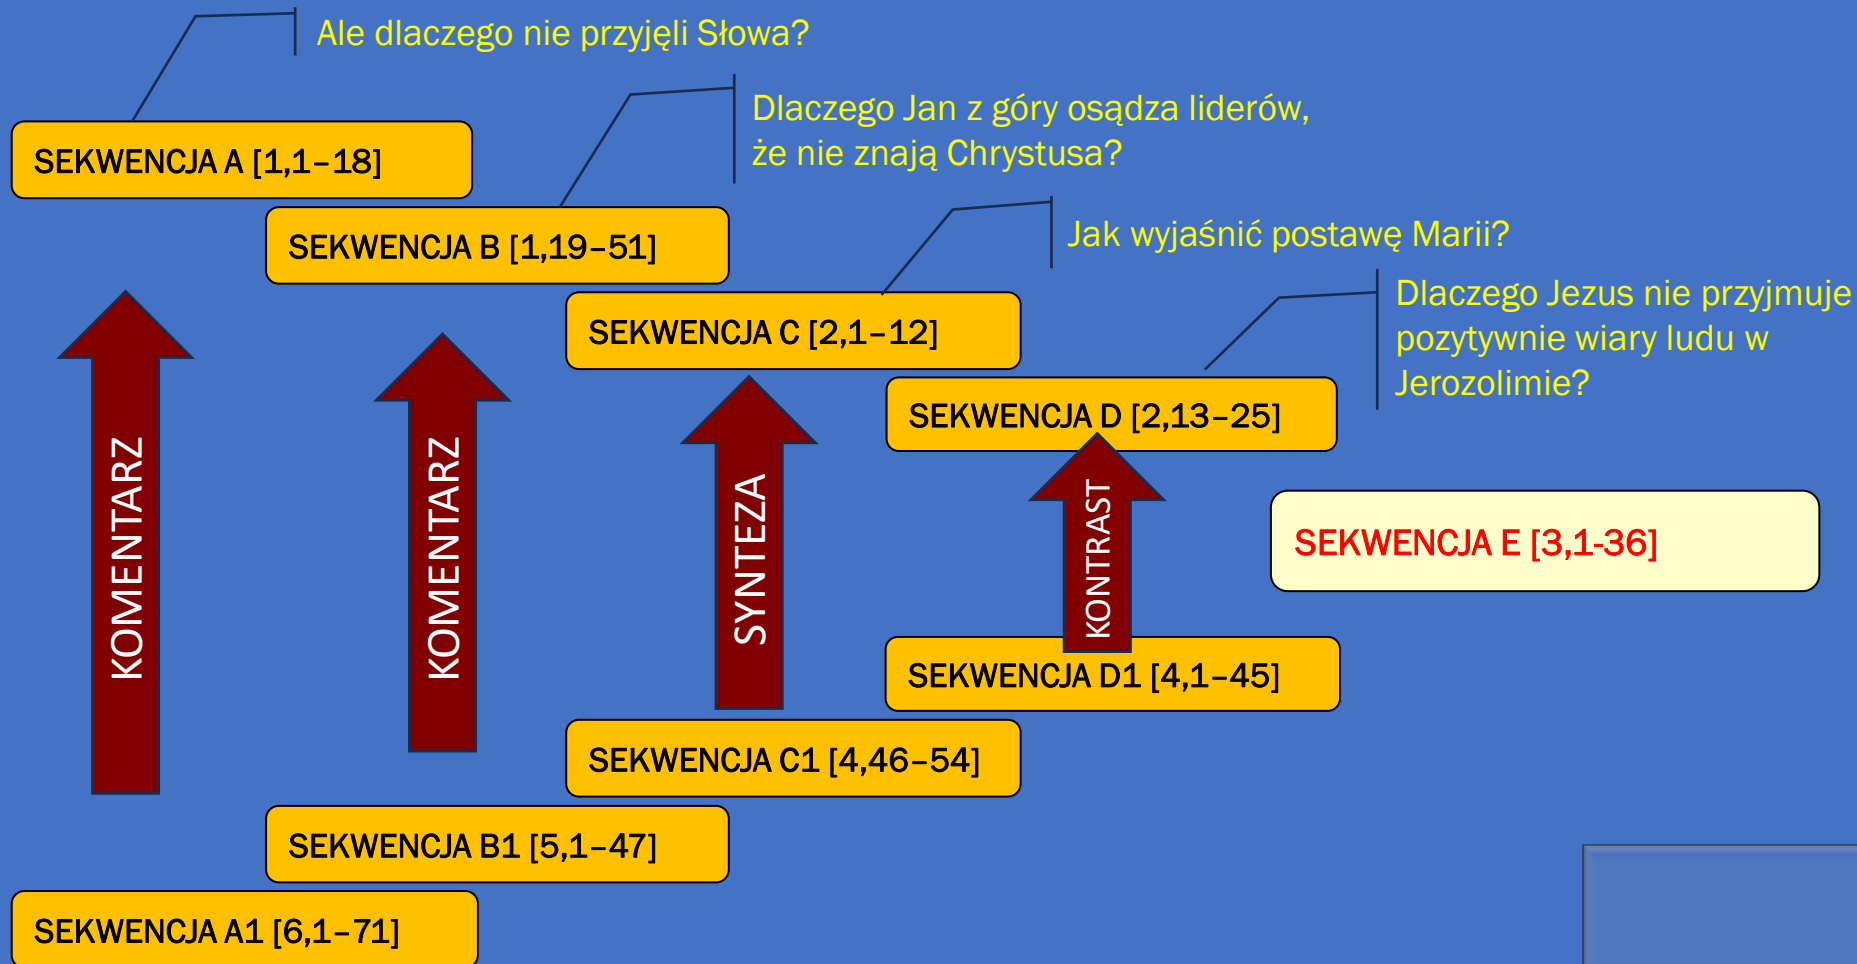 Ale dlaczego nie przyjęli Słowa?
Dlaczego Jan z góry osądza liderów,
że nie znają Chrystusa?
SEKWENCJA A [1,1–18]
SEKWENCJA B [1,19–51]
Jak wyjaśnić postawę Marii?
SEKWENCJA C [2,1–12]
Dlaczego Jezus nie przyjmuje
pozytywnie wiary ludu w
Jerozolimie?
SEKWENCJA D [2,13–25]
KOMENTARZ
KOMENTARZ
SYNTEZA
KONTRAST
SEKWENCJA E [3,1-36]
SEKWENCJA D1 [4,1–45]
SEKWENCJA C1 [4,46–54]
SEKWENCJA B1 [5,1–47]
SEKWENCJA A1 [6,1–71]